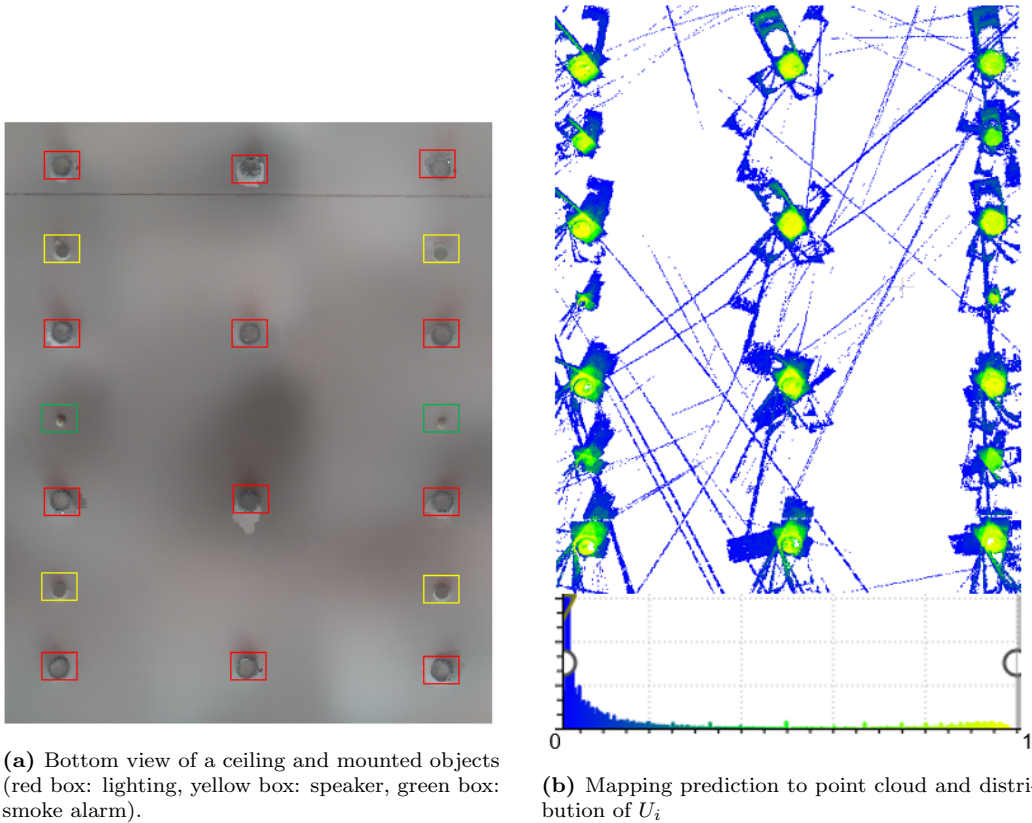 0
1
(a) Bottom view of a ceiling and mounted objects
(red box: lighting, yellow box: speaker, green box:
smoke alarm).
(b) Mapping prediction to point cloud and distri-
bution of U_i